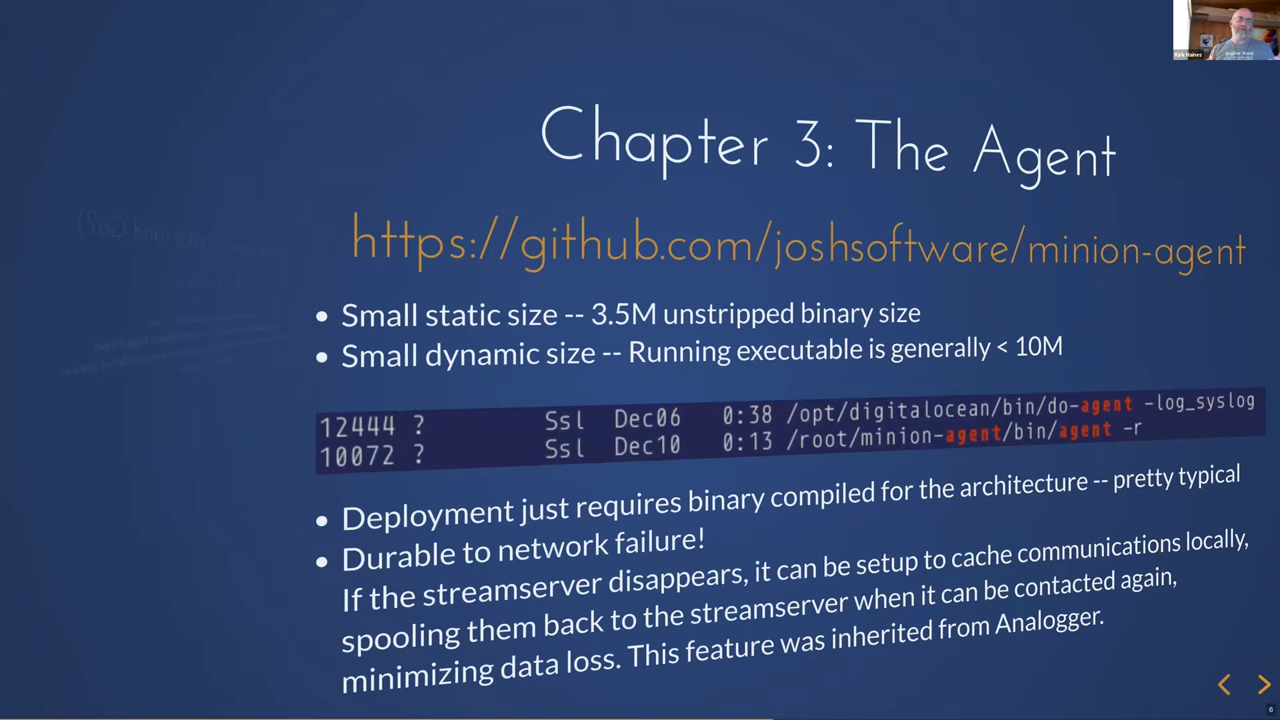 Kirk Haines
Chapter 3: The Agent
https://github.com/joshsoftware/minion-agent
• Small static size -- 3.5M unstripped binary size
• Small dynamic size -- Running executable is generally < 10M
12444 ? Ssl Dec06 0:38 /opt/digitalocean/bin/do-agent -log_syslog
10072 ? Ssl Dec10 0:13 /root/minion-agent/bin/agent -r
• Deployment just requires binary compiled for the architecture -- pretty typical
• Durable to network failure!
If the streamserver disappears, it can be setup to cache communications locally,
spooling them back to the streamserver when it can be contacted again,
minimizing data loss. This feature was inherited from Analogger.
6